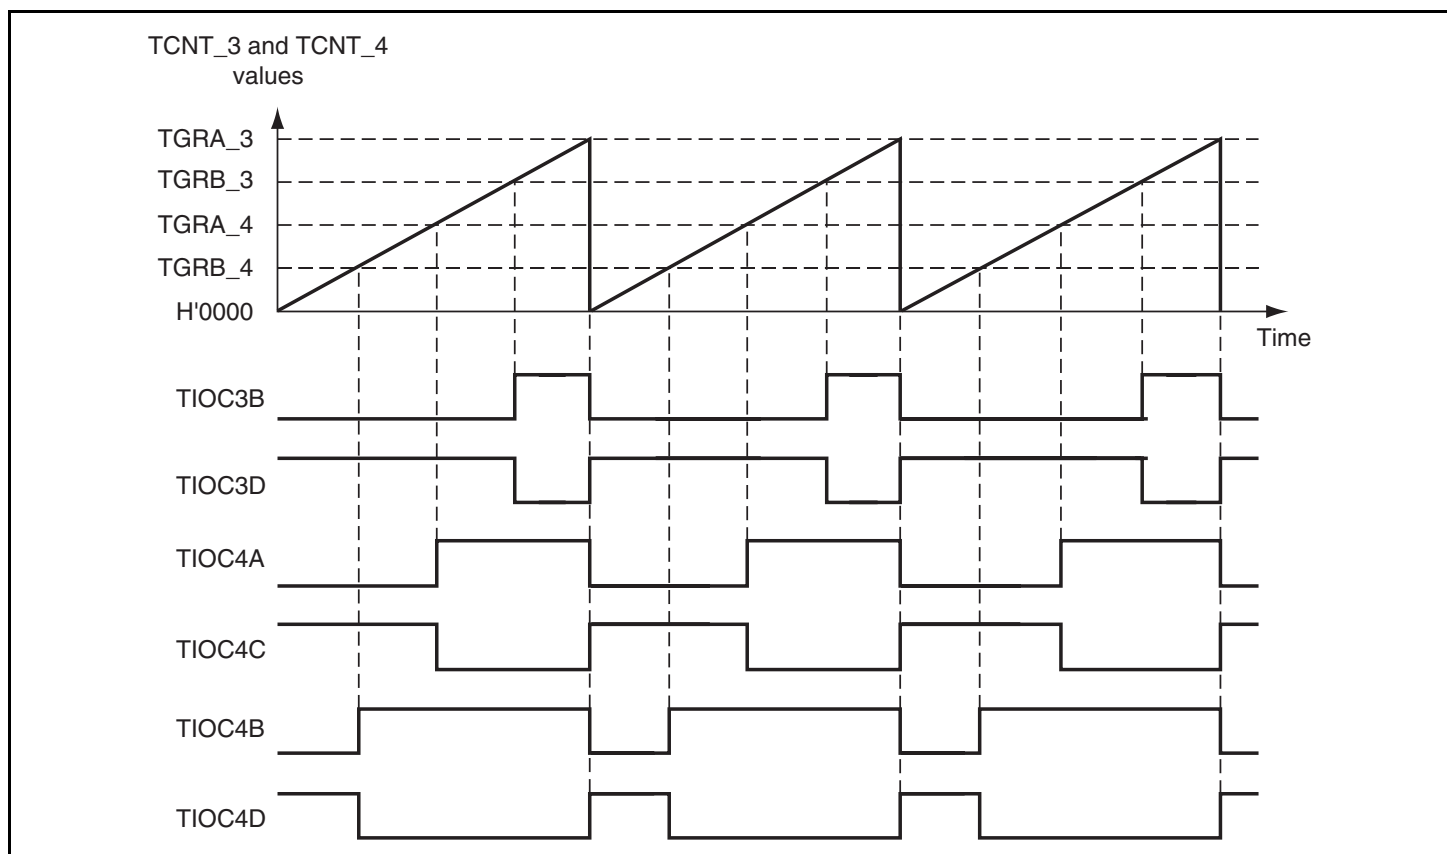 TCNT_3 and TCNT_4
values
TGRA_3
TGRB_3
TGRA_4
TGRB_4
H'0000
Time
TIOC3B
TIOC3D
TIOC4A
TIOC4C
TIOC4B
TIOC4D